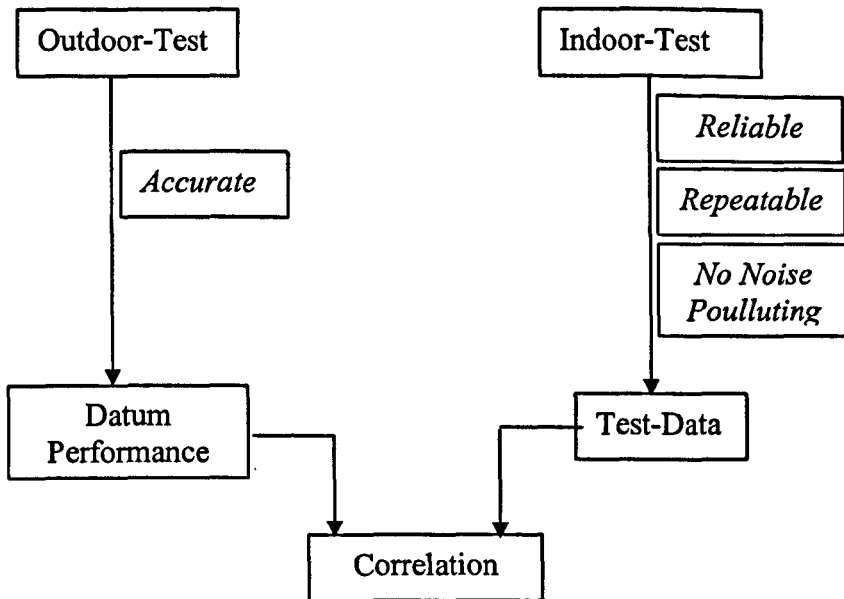 Outdoor-Test
Indoor-Test
Accurate
Reliable
Repeatable
No Noise
Poulluting
Datum
Performance
Test-Data
Correlation